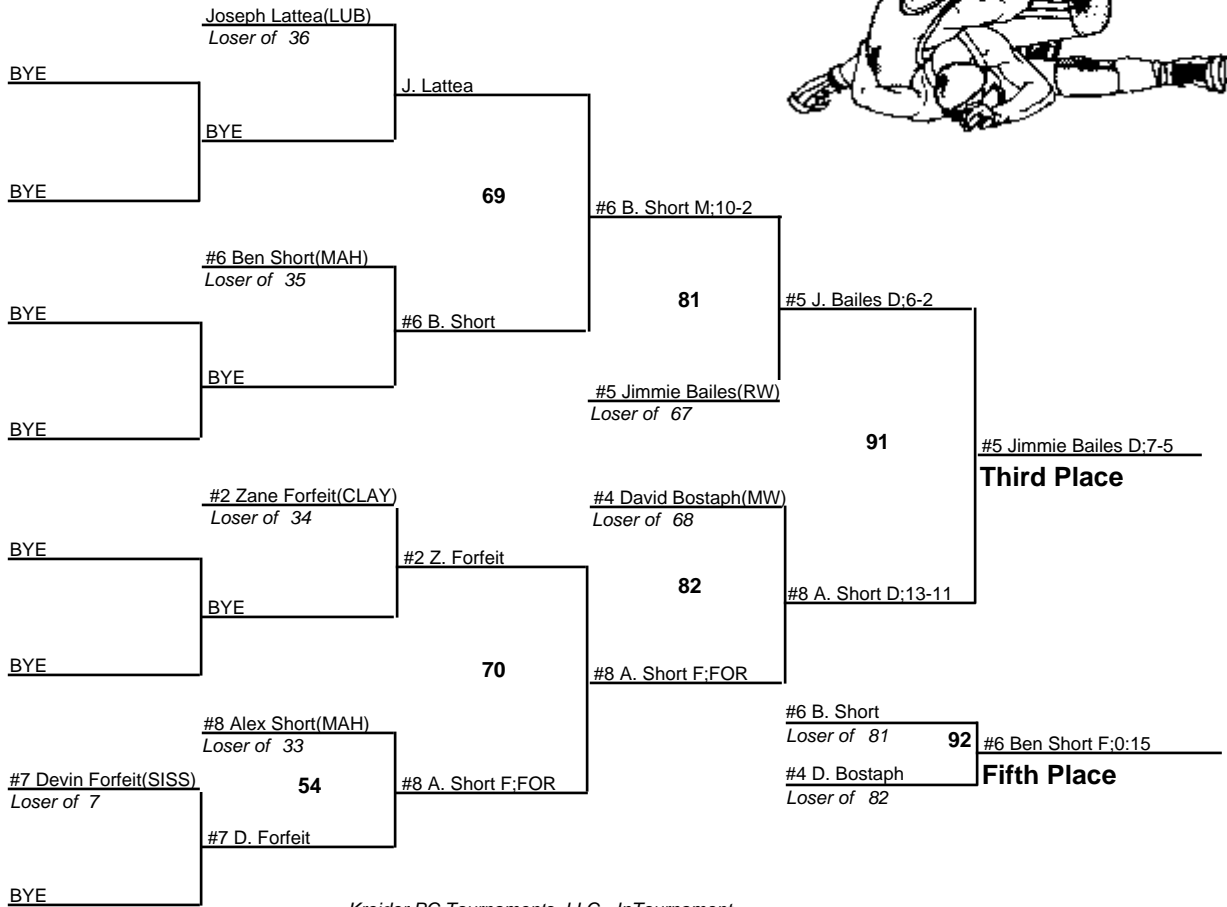 Joseph Lattea(LUB)
Loser of 36
BYE
J. Lattea
BYE
BYE
69
#6 B. Short M;10-2
#6 Ben Short(MAH)
Loser of 35
81
#5 J. Bailes D;6-2
BYE
#6 B. Short
BYE
#5 Jimmie Bailes(RW)
Loser of 67
BYE
91
#5 Jimmie Bailes D;7-5
Third Place
#2 Zane Forfeit(CLAY)
Loser of 34
#4 David Bostaph(MW)
Loser of 68
BYE
#2 Z. Forfeit
82
#8 A. Short D;13-11
BYE
BYE
70
#8 A. Short F;FOR
#8 Alex Short(MAH)
Loser of 33
#6 B. Short
Loser of 81
92
#6 Ben Short F;0:15
Fifth Place
#7 Devin Forfeit(SISS)
Loser of 7
54
#8 A. Short F;FOR
#4 D. Bostaph
Loser of 82
#7 D. Forfeit
BYE